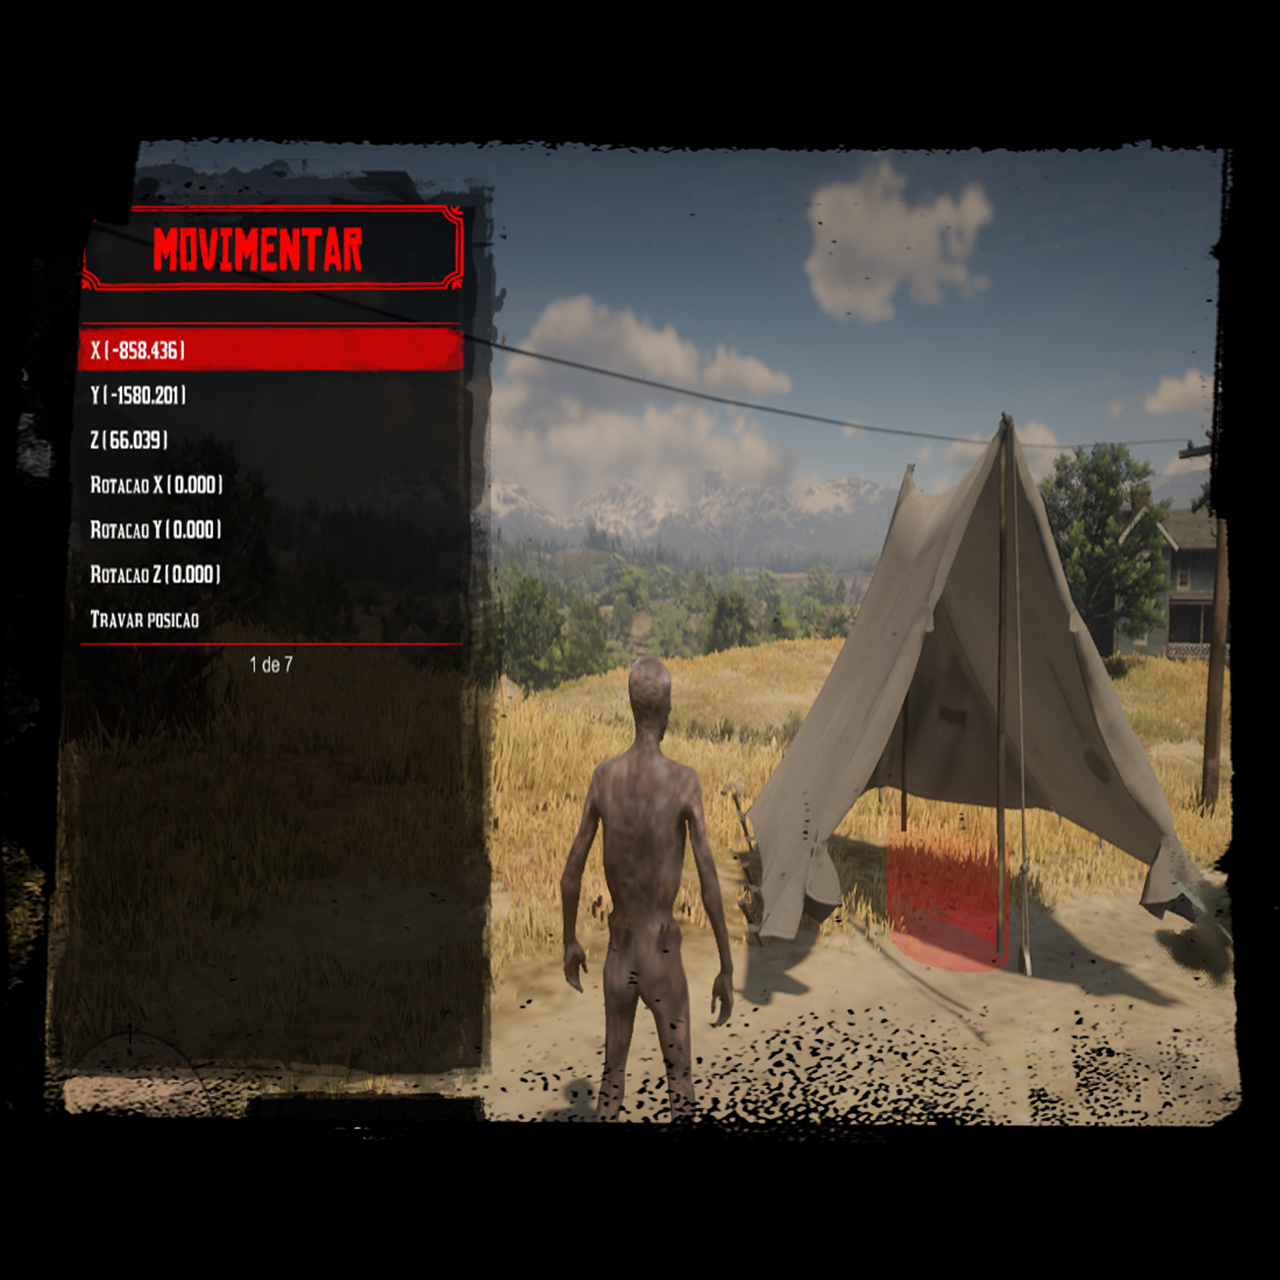 MOVIMENTAR
X ( -858.436 )
Y ( -1580.201 )
Z ( 66.039 )
ROTACAO X ( 0.000 )
ROTACAO Y ( 0.000 )
ROTACAO Z ( 0.000 )
TRAVAR POSICAO
1 de 7